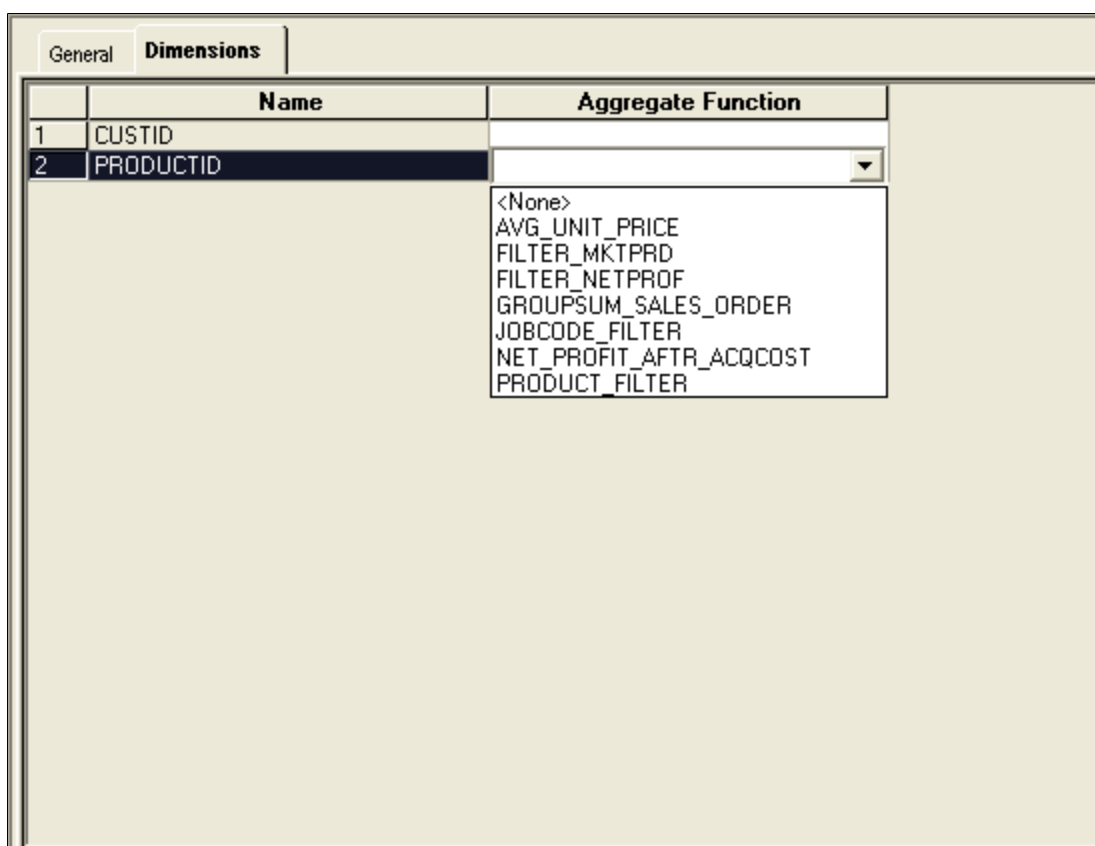 General Dimensions
Name Aggregate Function
1 CUSTID
2 PRODUCTID
<None>
AVG_UNIT_PRICE
FILTER_MKTPRD
FILTER_NETPROF
GROUPSUM_SALES_ORDER
JOBCODE_FILTER
NET_PROFIT_AFTR_ACQCOST
PRODUCT_FILTER